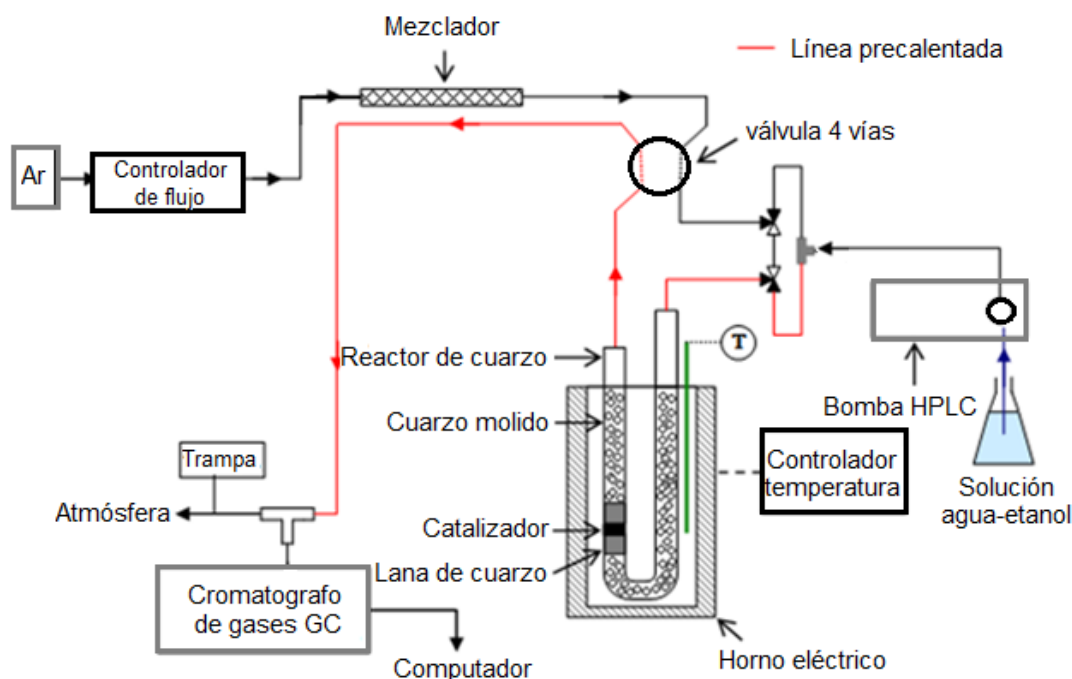 Mezclador
Línea precalentada
válvula 4 vías
Ar
Controlador
de flujo
Reactor de cuarzo
T
Cuarzo molido
Bomba HPLC
Controlador
temperatura
Solución
agua-etanol
Trampa
Atmósfera
Catalizador
Lana de cuarzo
Cromatografo
de gases GC
Computador
Horno eléctrico